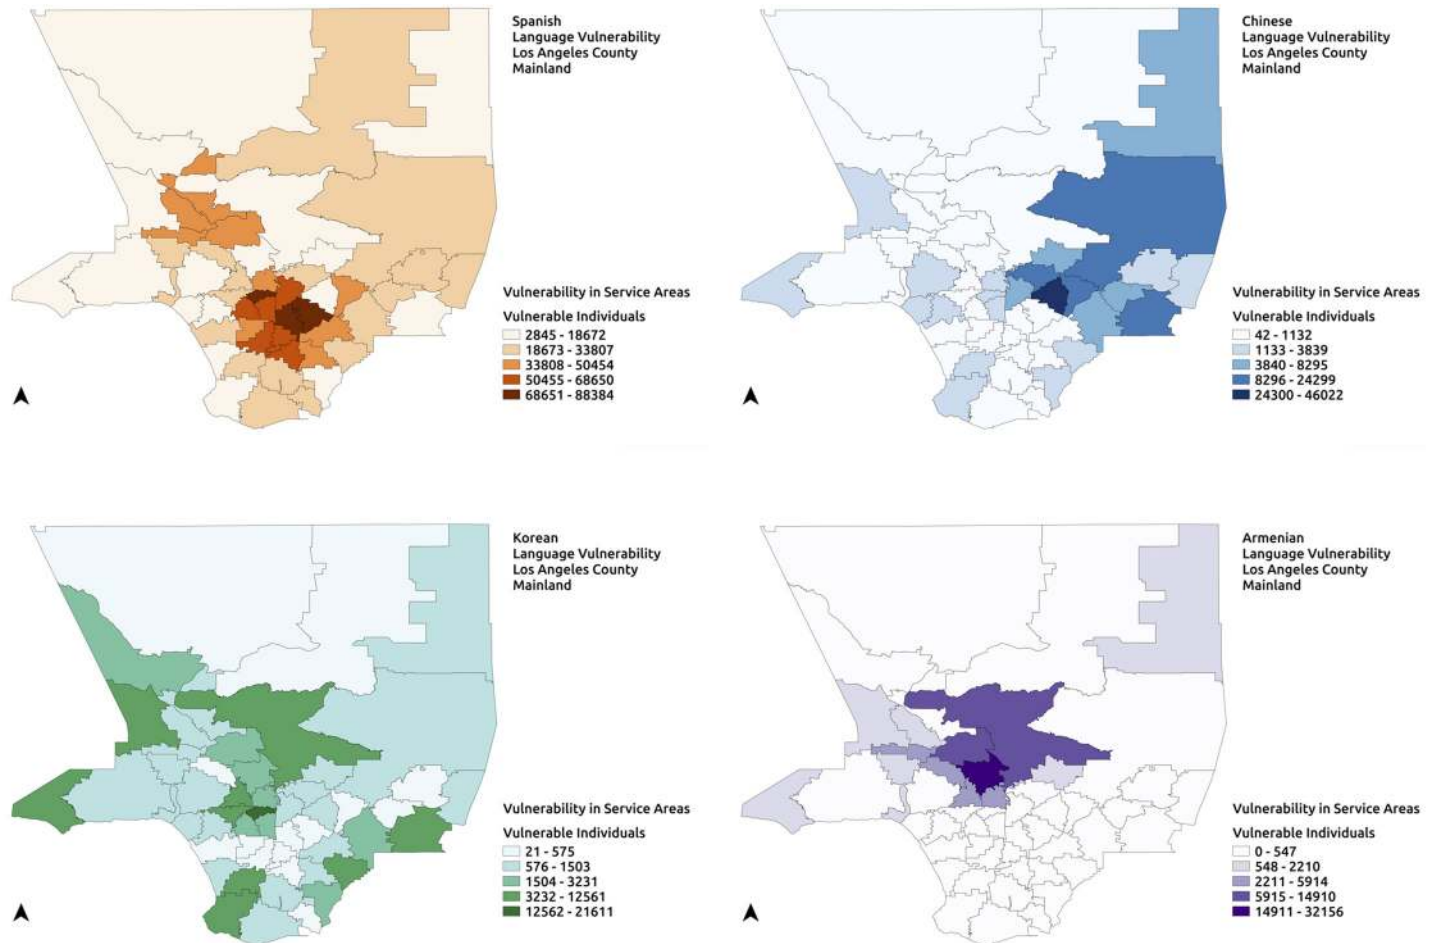 Spanish
Language Vulnerability
Los Angeles County
Mainland
Vulnerability in Service Areas
Vulnerable Individuals
2845 - 18672
18673 - 33807
33808 - 50454
50455 - 68650
68651 - 88384
Chinese
Language Vulnerability
Los Angeles County
Mainland
Vulnerability in Service Areas
Vulnerable Individuals
42 - 1132
1133 - 3839
3840 - 8295
8296 - 24299
24300 - 46022
Korean
Language Vulnerability
Los Angeles County
Mainland
Vulnerability in Service Areas
Vulnerable Individuals
21 - 575
576 - 1503
1504 - 3231
3232 - 12561
12562 - 21611
Armenian
Language Vulnerability
Los Angeles County
Mainland
Vulnerability in Service Areas
Vulnerable Individuals
0 - 547
548 - 2210
2211 - 5914
5915 - 14910
14911 - 32156